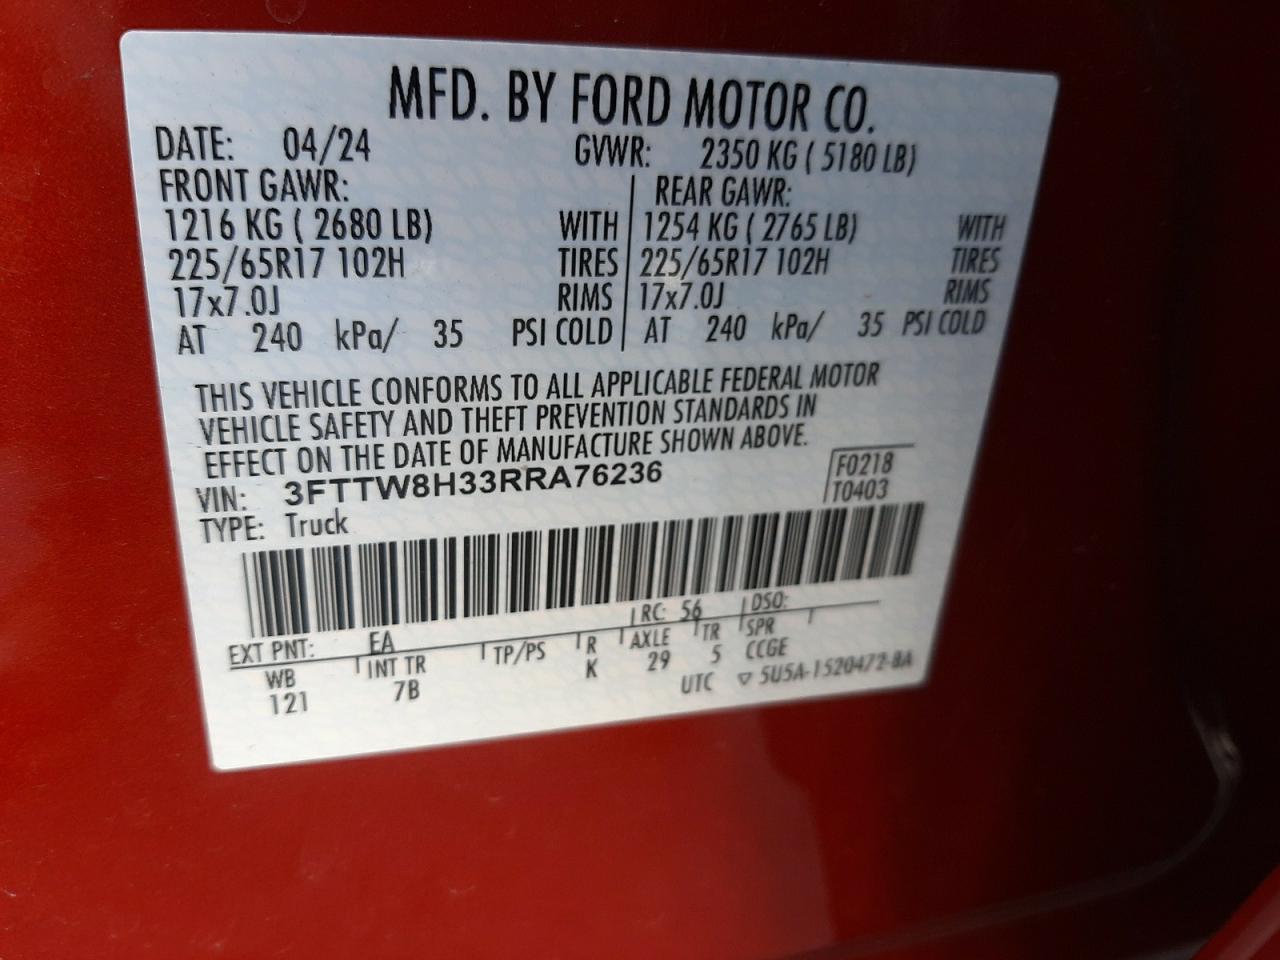 MFD. BY FORD MOTOR CO.
DATE: 04/24 GVWR: 2350 KG ( 5180 LB)
FRONT GAWR: REAR GAWR:
1216 KG ( 2680 LB) WITH 1254 KG ( 2765 LB) WITH
225/65R17 102H TIRES 225/65R17 102H TIRES
17x7.0J RIMS 17x7.0J RIMS
AT 240 kPa/ 35 PSI COLD AT 240 kPa/ 35 PSI COLD
THIS VEHICLE CONFORMS TO ALL APPLICABLE FEDERAL MOTOR
VEHICLE SAFETY AND THEFT PREVENTION STANDARDS IN
EFFECT ON THE DATE OF MANUFACTURE SHOWN ABOVE.
VIN: 3FTTW8H33RRA76236 F0218
TYPE: Truck T0403
EXT PNT: EA RC: 56 DSO:
WB INT TR TP/PS R AXLE TR SPR
121 7B K 29 5 CCGE
UTC ▽ 5U5A-1520472-BA